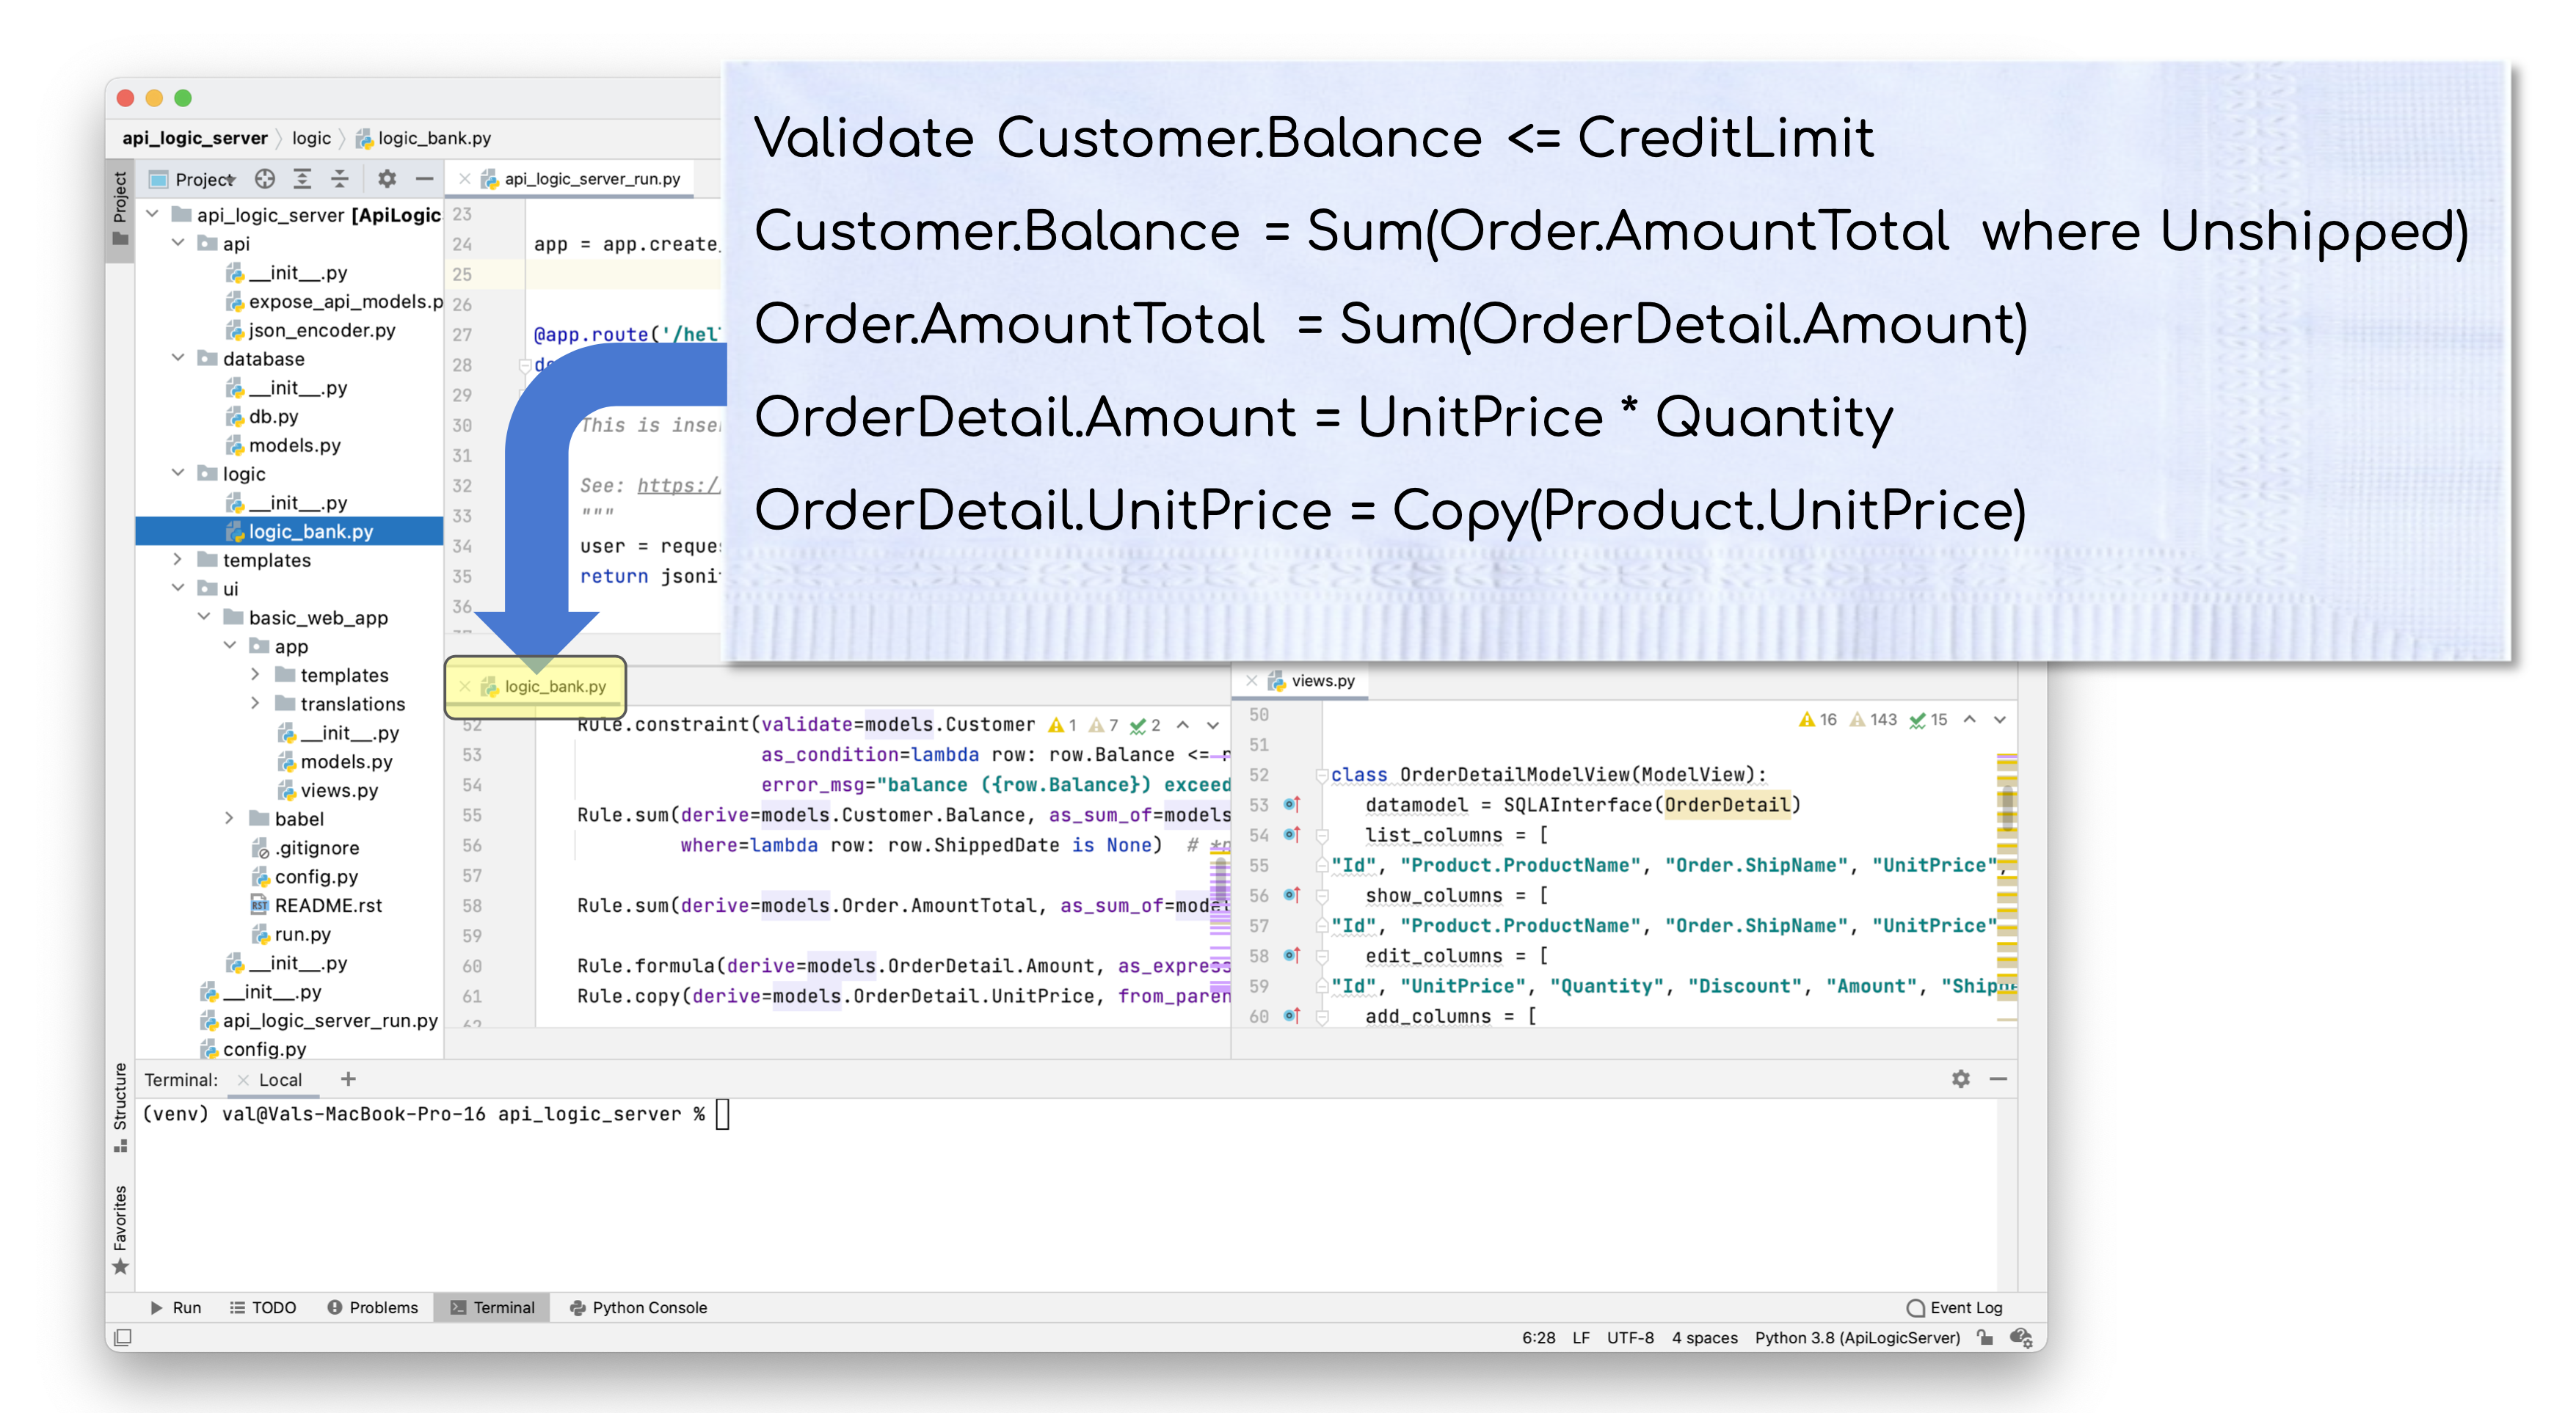 Validate Customer.Balance <= CreditLimit
Customer.Balance = Sum(Order.AmountTotal where Unshipped)
Order.AmountTotal = Sum(OrderDetail.Amount)
OrderDetail.Amount = UnitPrice * Quantity
OrderDetail.UnitPrice = Copy(Product.UnitPrice)
api_logic_server logic logic_bank.py
Project
Project
api_logic_server [ApiLogic
api
__init__.py
expose_api_models.p
json_encoder.py
database
__init__.py
db.py
models.py
logic
__init__.py
logic_bank.py
templates
ui
basic_web_app
app
templates
translations
__init__.py
models.py
views.py
babel
.gitignore
config.py
README.rst
run.py
__init__.py
__init__.py
api_logic_server_run.py
config.py
api_logic_server_run.py
23
24 app = app.create_
25
26
27 @app.route('/hel
28
29
30 This is inse
31
32 See: https:/
33 """
34 user = reque
35 return jsoni
36
logic_bank.py
52 Rule.constraint(validate=models.Customer 1 7 2
53 as_condition=lambda row: row.Balance <=
54 error_msg="balance ({row.Balance}) exceed
55 Rule.sum(derive=models.Customer.Balance, as_sum_of=models
56 where=lambda row: row.ShippedDate is None) #
57
58 Rule.sum(derive=models.Order.AmountTotal, as_sum_of=model
59
60 Rule.formula(derive=models.OrderDetail.Amount, as_express
61 Rule.copy(derive=models.OrderDetail.UnitPrice, from_paren
62
views.py
50 16 143 15
51
52 class OrderDetailModelView(ModelView):
53 datamodel = SQLAInterface(OrderDetail)
54 list_columns = [
55 "Id", "Product.ProductName", "Order.ShipName", "UnitPrice",
56 show_columns = [
57 "Id", "Product.ProductName", "Order.ShipName", "UnitPrice"
58 edit_columns = [
59 "Id", "UnitPrice", "Quantity", "Discount", "Amount", "Shippe
60 add_columns = [
Structure
Favorites
Terminal: Local +
(venv) val@Vals-MacBook-Pro-16 api_logic_server %
Run TODO Problems Terminal Python Console Event Log
6:28 LF UTF-8 4 spaces Python 3.8 (ApiLogicServer)